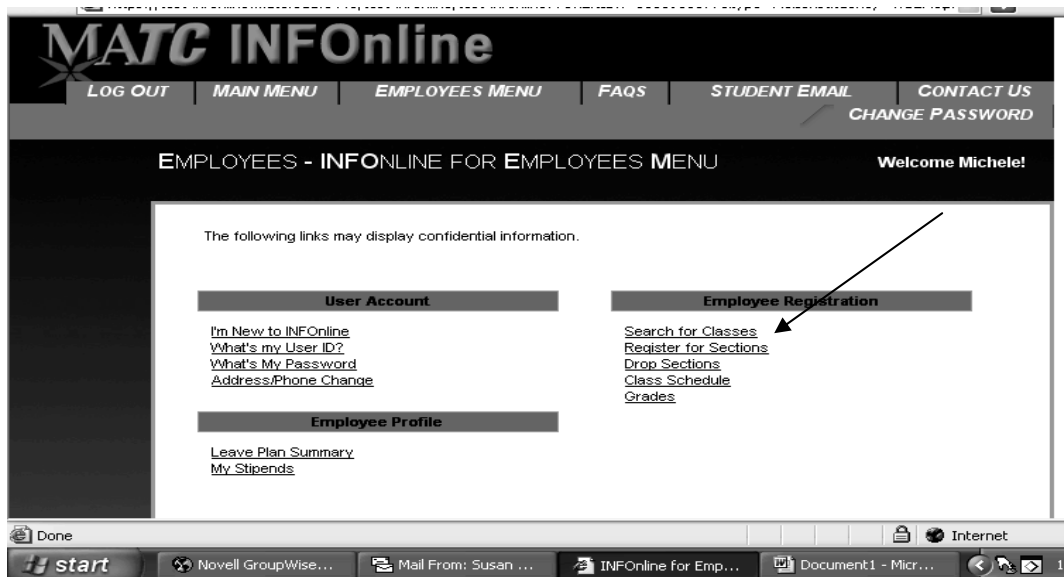 MATC INFOnline
LOG OUT MAIN MENU EMPLOYEES MENU FAQS STUDENT EMAIL CONTACT US
CHANGE PASSWORD
EMPLOYEES - INFONLINE FOR EMPLOYEES MENU Welcome Michele!
The following links may display confidential information.
User Account
I'm New to INFOnline
What's my User ID?
What's My Password
Address/Phone Change
Employee Profile
Leave Plan Summary
My Stipends
Employee Registration
Search for Classes
Register for Sections
Drop Sections
Class Schedule
Grades
Done Internet
start Novell GroupWise... Mail From: Susan ... INFOnline for Emp... Document1 - Micr...